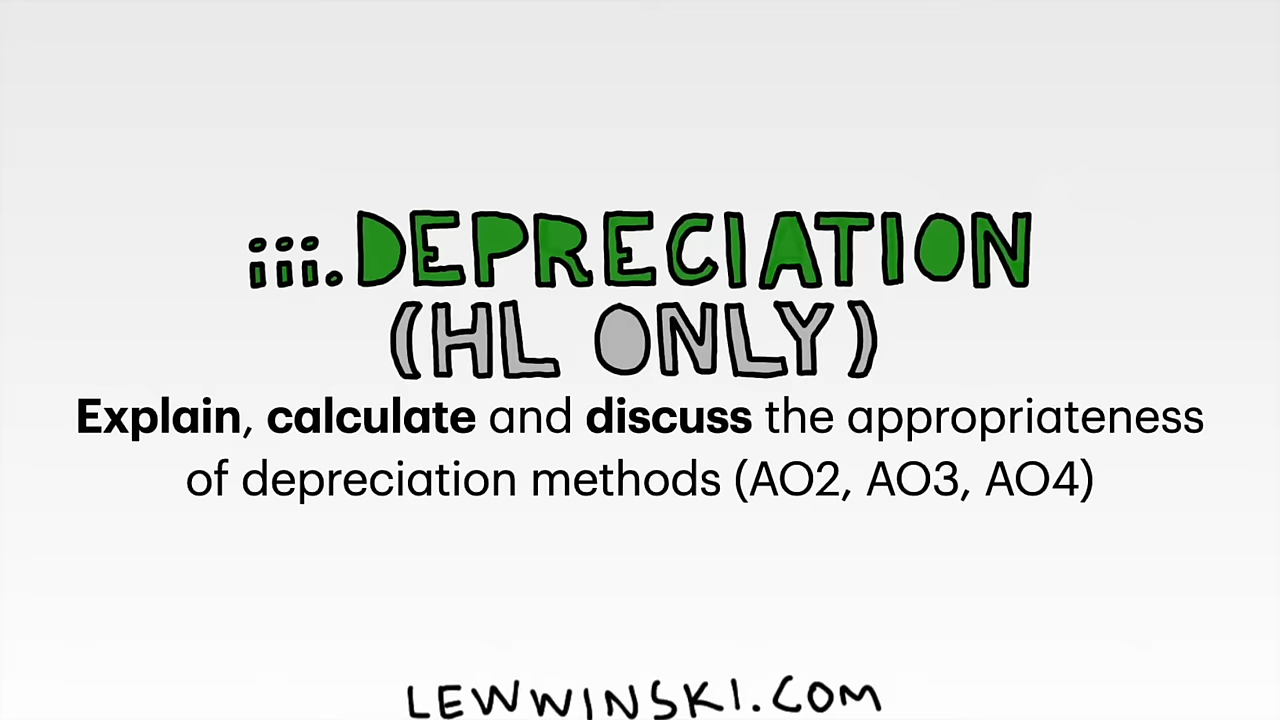 iii. DEPRECIATION
(HL ONLY)
Explain, calculate and discuss the appropriateness
of depreciation methods (AO2, AO3, AO4)
LEWWINSKI.COM